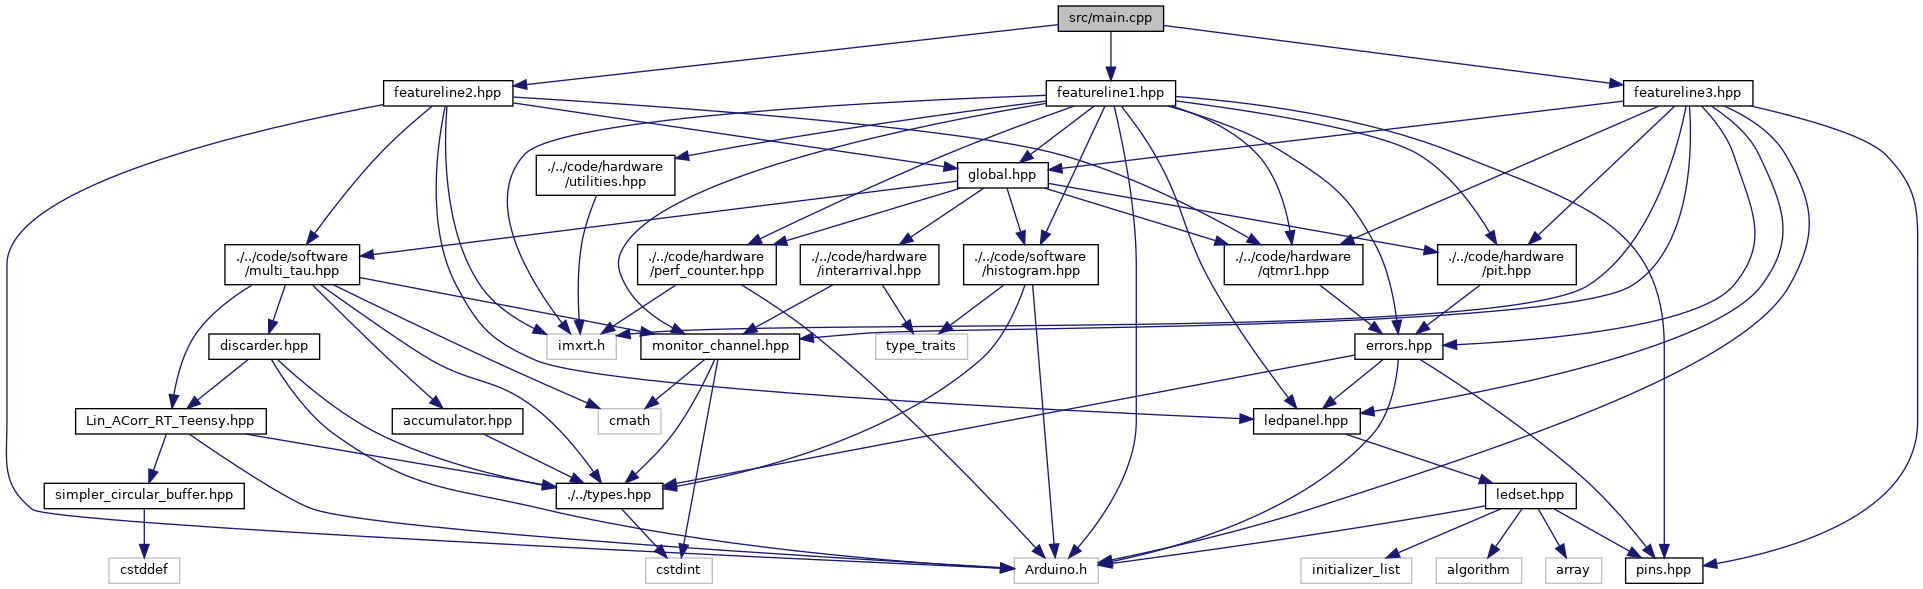 src/main.cpp
featureline2.hpp
featureline1.hpp
featureline3.hpp
./../code/hardware
/utilities.hpp
global.hpp
./../code/software
/multi_tau.hpp
./../code/hardware
/perf_counter.hpp
./../code/hardware
/interarrival.hpp
./../code/software
/histogram.hpp
./../code/hardware
/qtmr1.hpp
./../code/hardware
/pit.hpp
discarder.hpp
imxrt.h
monitor_channel.hpp
type_traits
errors.hpp
Lin_ACorr_RT_Teensy.hpp
accumulator.hpp
cmath
ledpanel.hpp
simpler_circular_buffer.hpp
./../types.hpp
ledset.hpp
cstddef
cstdint
Arduino.h
initializer_list
algorithm
array
pins.hpp